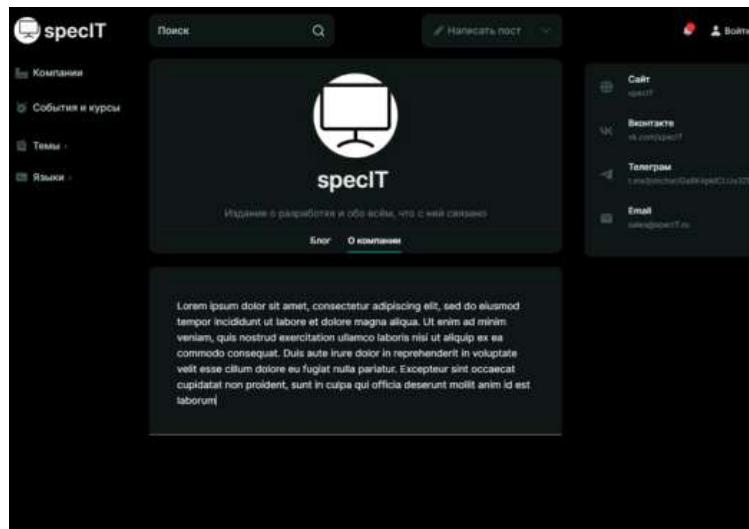 specIT
Поиск
Написать пост
Войти
Компании
События и курсы
Темы
Языки
specIT
Издание о разработке и обо всём, что с ней связано
Блог
О компании
Lorem ipsum dolor sit amet, consectetur adipiscing elit, sed do eiusmod
tempor incididunt ut labore et dolore magna aliqua. Ut enim ad minim
veniam, quis nostrud exercitation ullamco laboris nisi ut aliquip ex ea
commodo consequat. Duis aute irure dolor in reprehenderit in voluptate
velit esse cillum dolore eu fugiat nulla pariatur. Excepteur sint occaecat
cupidatat non proident, sunt in culpa qui officia deserunt mollit anim id est
laborum
Сайт
specIT
Вконтакте
vk.com/specIT
Телеграм
Email
sales@specIT.ru